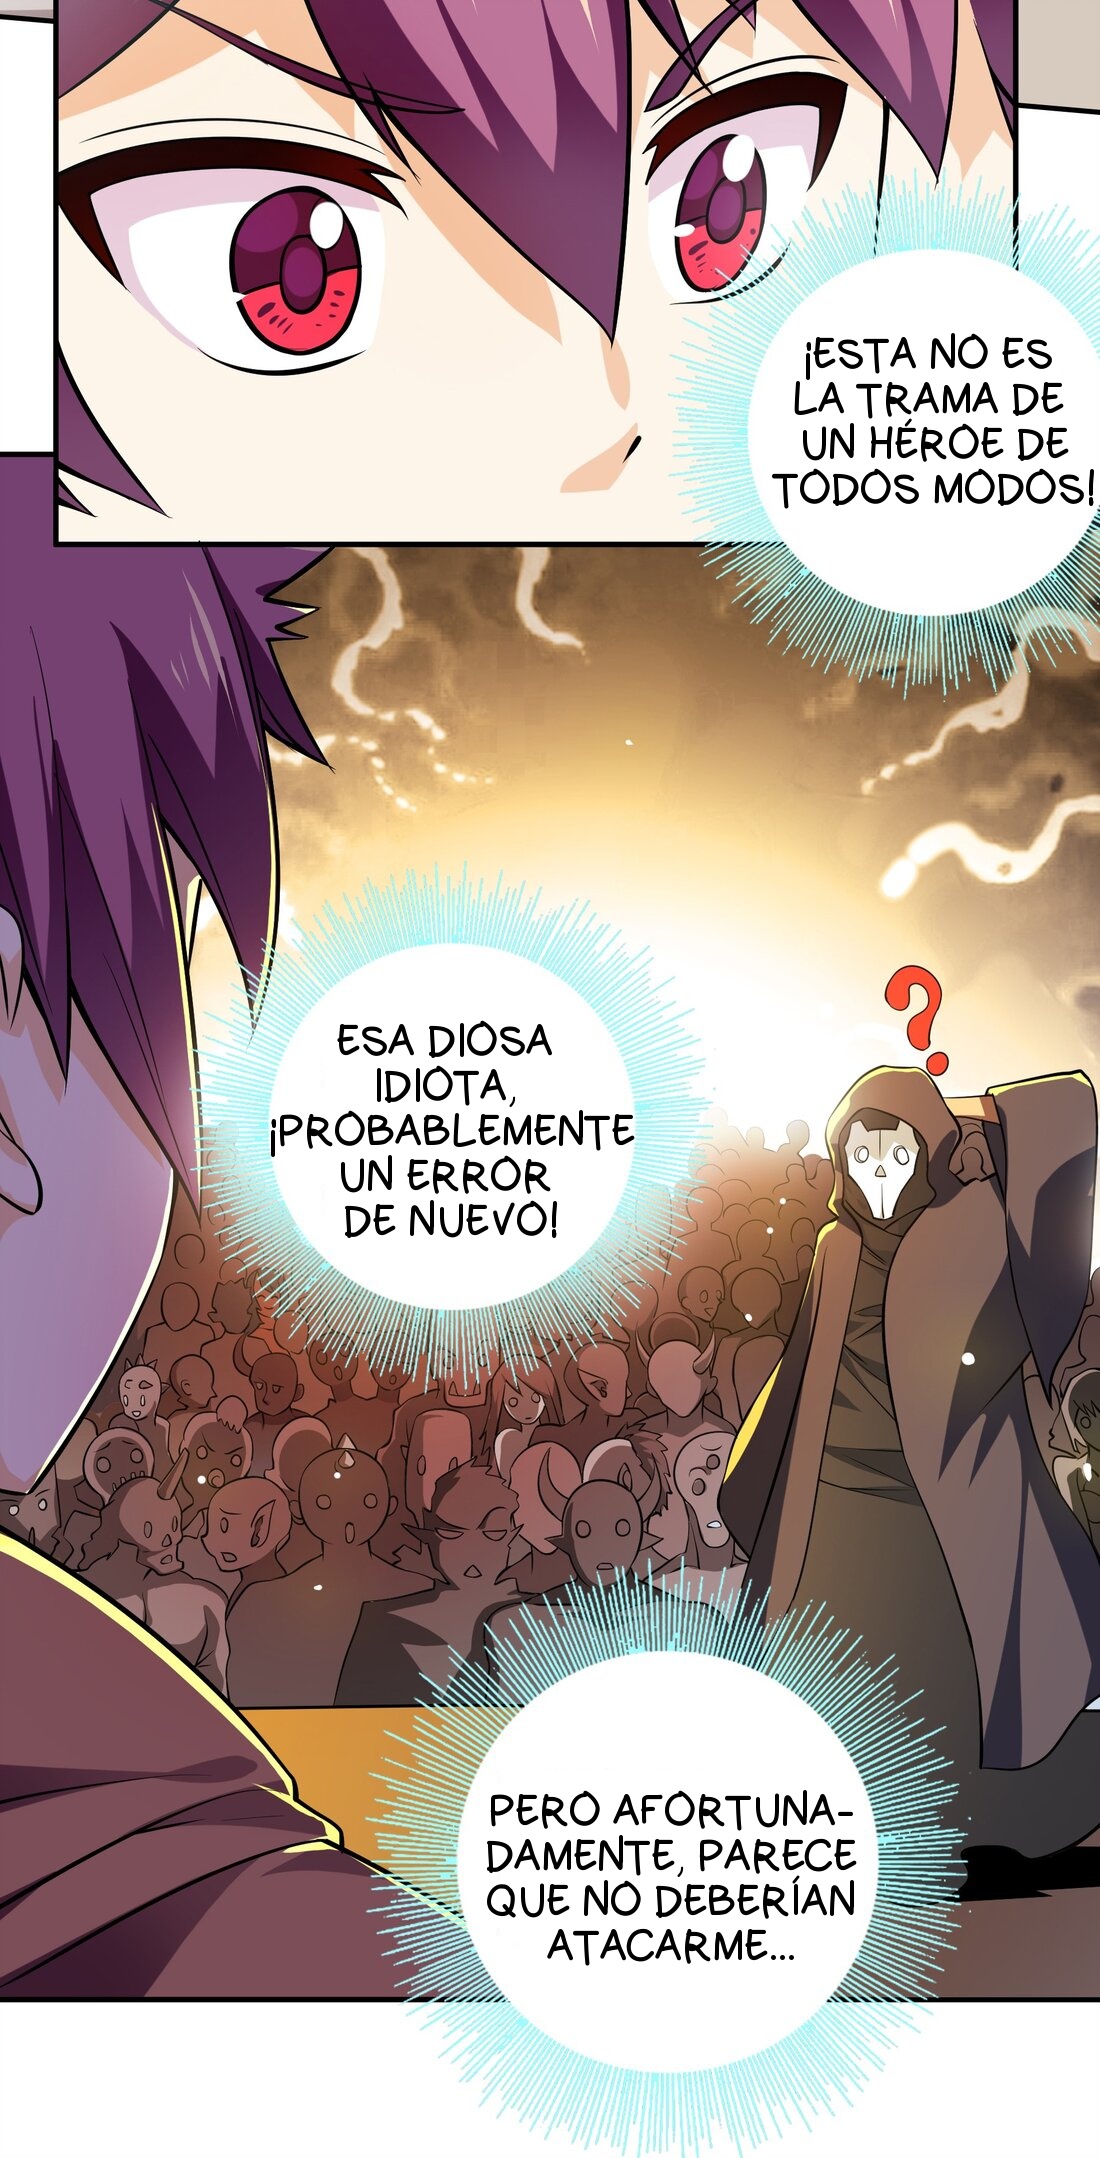 ¡ESTA NO ES
LA TRAMA DE
UN HÉROE DE
TODOS MODOS!
?
ESA DIOSA
IDIOTA,
¡PROBABLEMENTE
UN ERROR
DE NUEVO!
PERO AFORTUNA-
DAMENTE, PARECE
QUE NO DEBERÍAN
ATACARME...